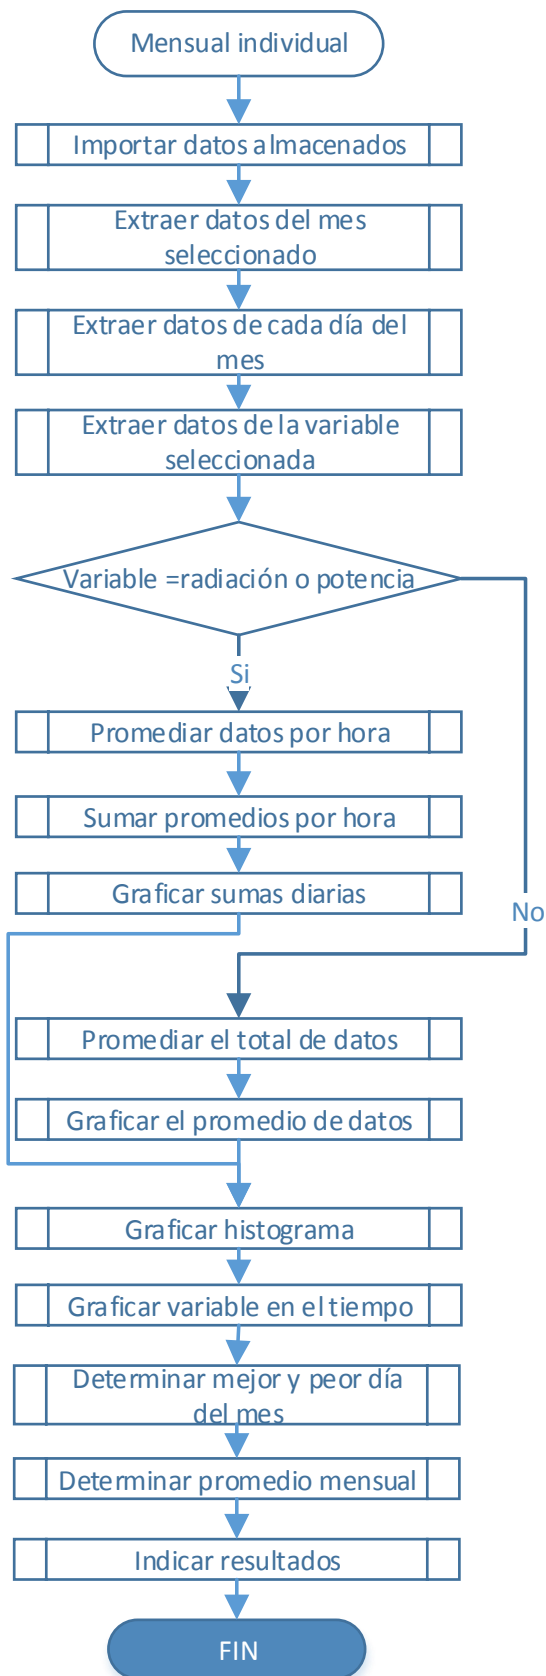 Mensual individual
Importar datos almacenados
Extraer datos del mes
seleccionado
Extraer datos de cada día del
mes
Extraer datos de la variable
seleccionada
Variable =radiación o potencia
Si
Promediar datos por hora
Sumar promedios por hora
Graficar sumas diarias
No
Promediar el total de datos
Graficar el promedio de datos
Graficar histograma
Graficar variable en el tiempo
Determinar mejor y peor día
del mes
Determinar promedio mensual
Indicar resultados
FIN